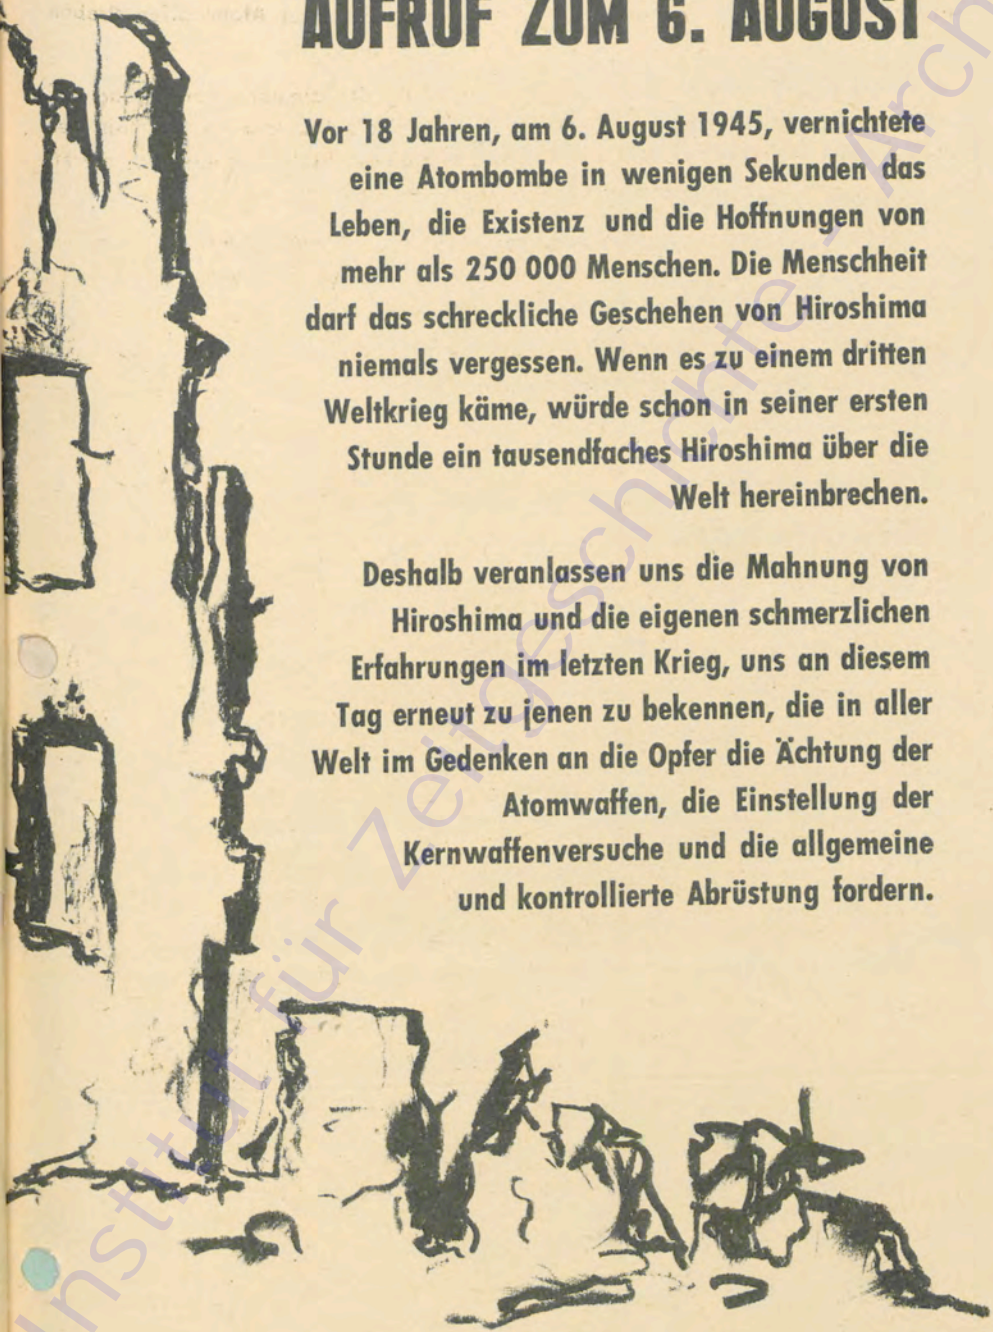 AUFRUF ZUM 6. AUGUST
Vor 18 Jahren, am 6. August 1945, vernichtete
eine Atombombe in wenigen Sekunden das
Leben, die Existenz und die Hoffnungen von
mehr als 250 000 Menschen. Die Menschheit
darf das schreckliche Geschehen von Hiroshima
niemals vergessen. Wenn es zu einem dritten
Weltkrieg käme, würde schon in seiner ersten
Stunde ein tausendfaches Hiroshima über die
Welt hereinbrechen.
Deshalb veranlassen uns die Mahnung von
Hiroshima und die eigenen schmerzlichen
Erfahrungen im letzten Krieg, uns an diesem
Tag erneut zu jenen zu bekennen, die in aller
Welt im Gedenken an die Opfer die Ächtung der
Atomwaffen, die Einstellung der
Kernwaffenversuche und die allgemeine
und kontrollierte Abrüstung fordern.
Institut für Zeitgeschichte - Arch